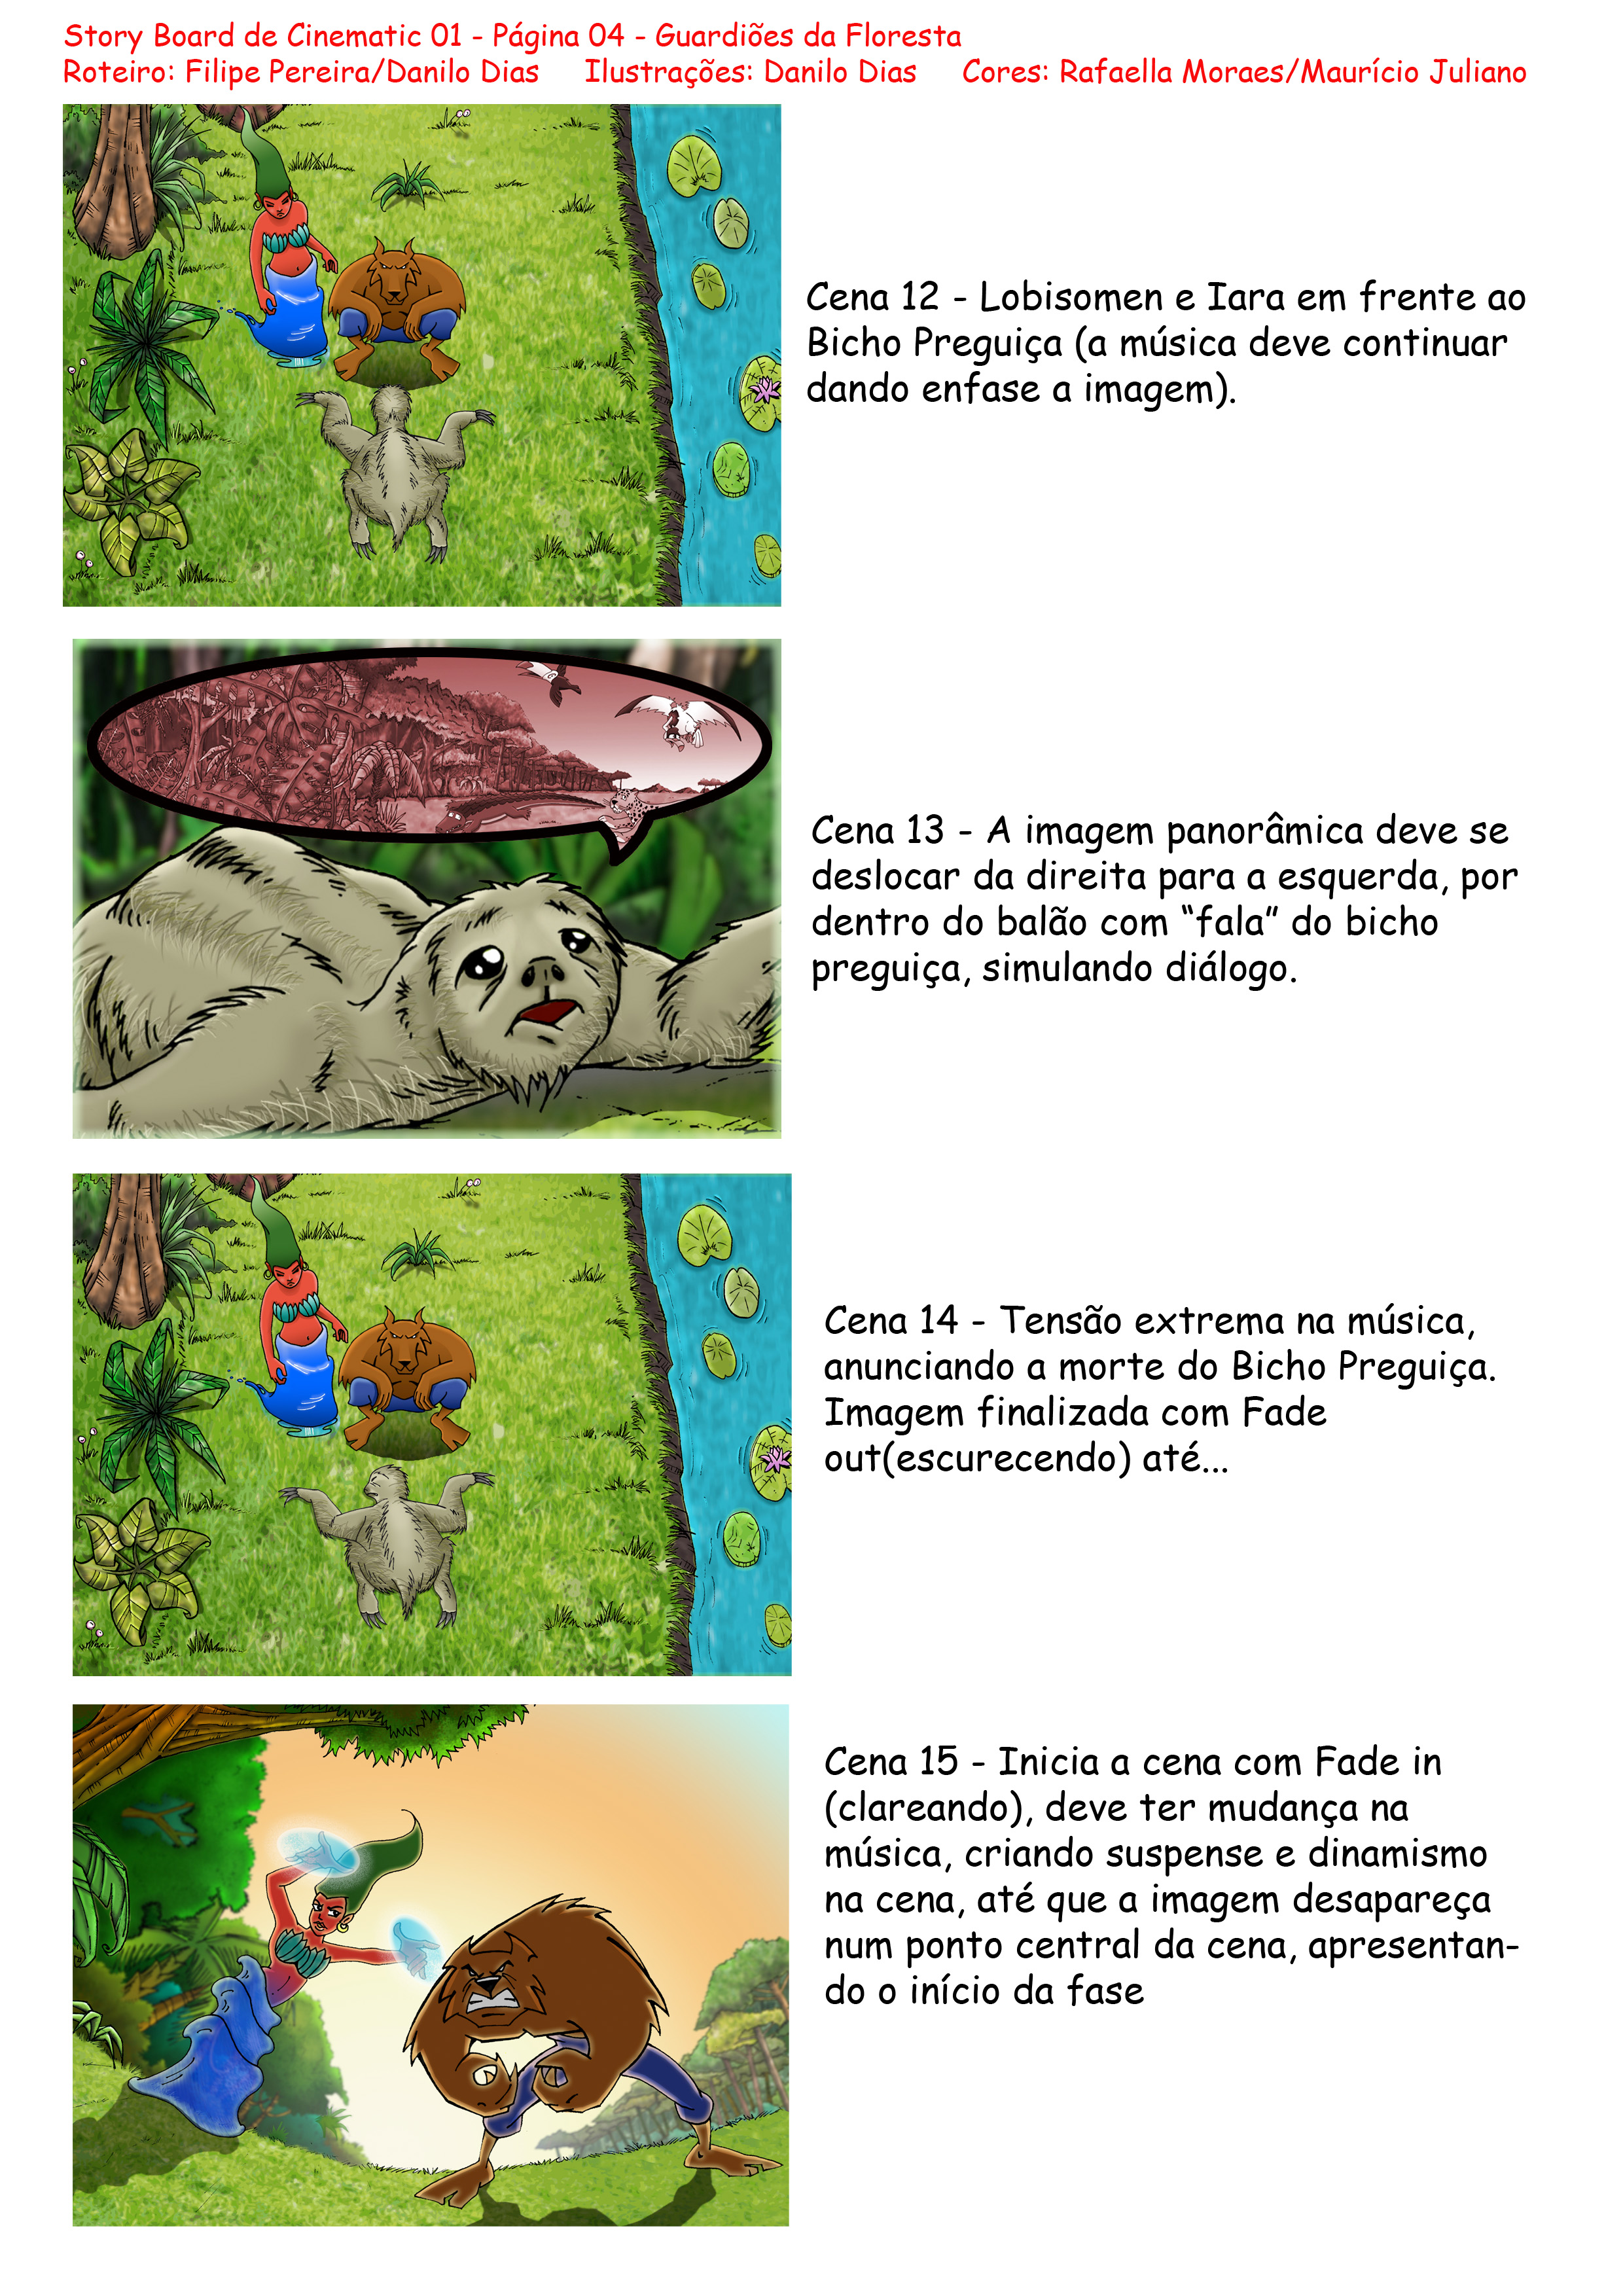 Story Board de Cinematic 01 - Página 04 - Guardiões da Floresta
Roteiro: Filipe Pereira/Danilo Dias Ilustrações: Danilo Dias Cores: Rafaella Moraes/Maurício Juliano
Cena 12 - Lobisomen e Iara em frente ao
Bicho Preguiça (a música deve continuar
dando enfase a imagem).
Cena 13 - A imagem panorâmica deve se
deslocar da direita para a esquerda, por
dentro do balão com “fala” do bicho
preguiça, simulando diálogo.
Cena 14 - Tensão extrema na música,
anunciando a morte do Bicho Preguiça.
Imagem finalizada com Fade
out(escurecendo) até...
Cena 15 - Inicia a cena com Fade in
(clareando), deve ter mudança na
música, criando suspense e dinamismo
na cena, até que a imagem desapareça
num ponto central da cena, apresentan-
do o início da fase